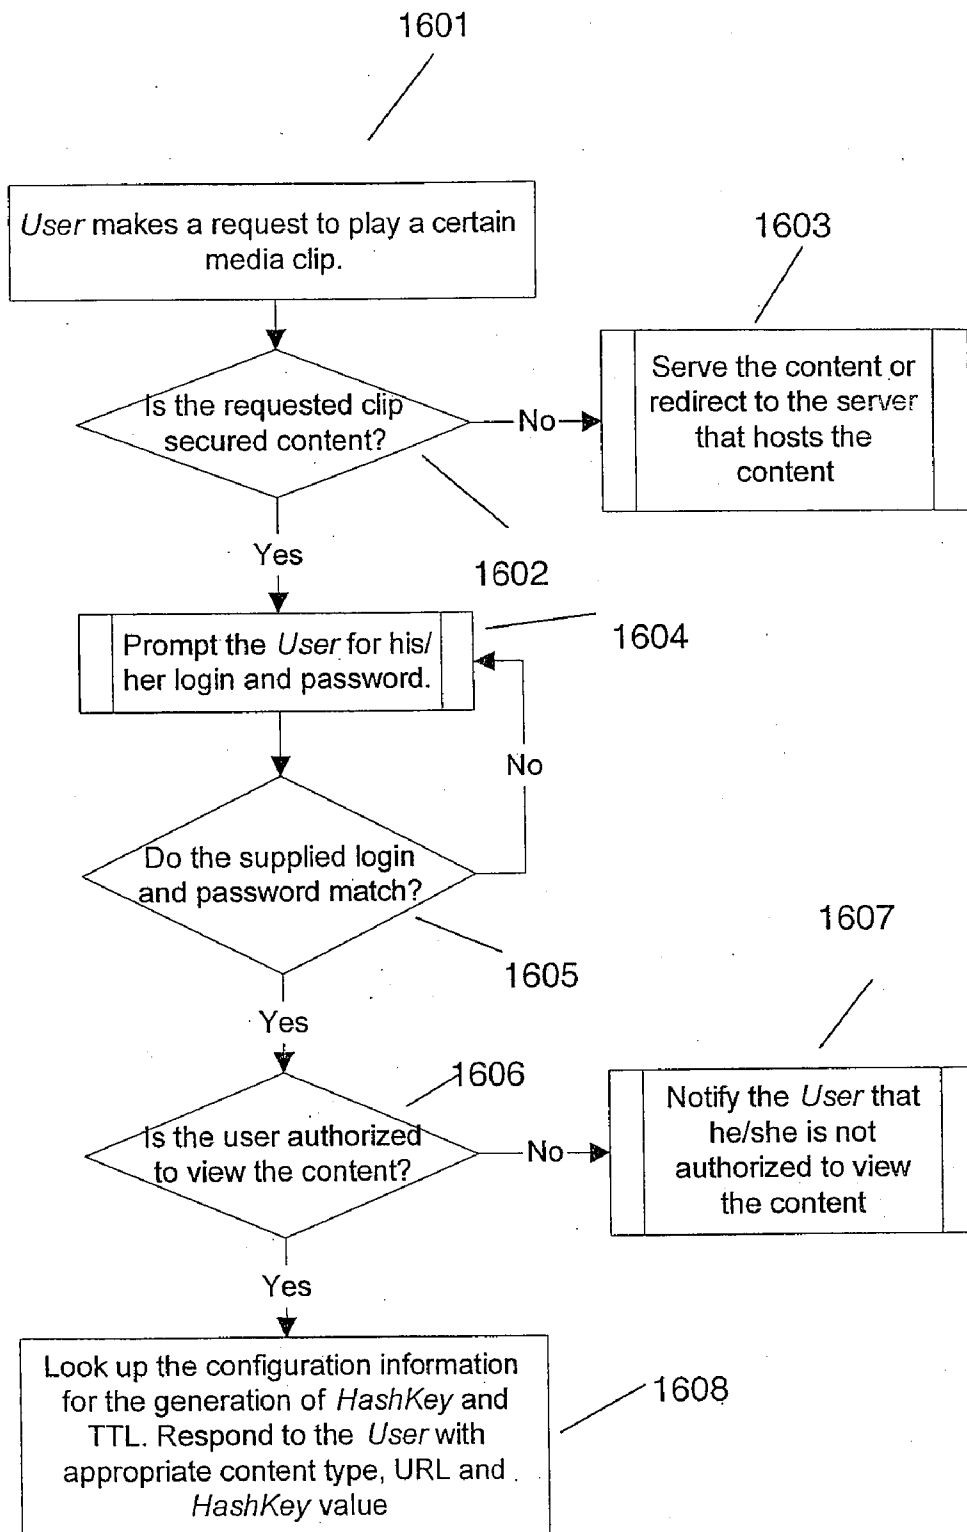 1601
User makes a request to play a certain
media clip.
1603
Is the requested clip
secured content?
No
Serve the content or
redirect to the server
that hosts the
content
Yes
1602
Prompt the User for his/
her login and password.
1604
No
Do the supplied login
and password match?
1605
1607
Yes
1606
Is the user authorized
to view the content?
No
Notify the User that
he/she is not
authorized to view
the content
Yes
Look up the configuration information
for the generation of HashKey and
TTL. Respond to the User with
appropriate content type, URL and
HashKey value
1608